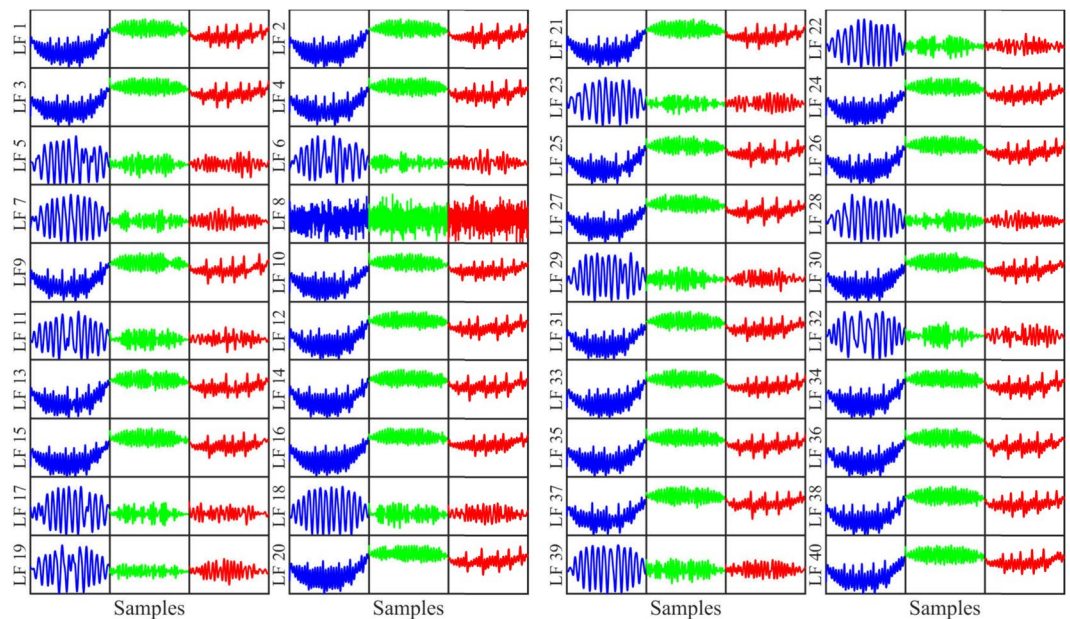 LF 1
LF 2
LF 3
LF 4
LF 5
LF 6
LF 7
LF 8
LF9
LF 10
LF 11
LF 12
LF 13
LF 14
LF 15
LF 16
LF 17
LF 18
LF19
LF 20
Samples
Samples
LF 21
LF 22
LF 23
LF 24
LF 25
LF 26
LF 27
LF 28
LF 29
LF 30
LF 31
LF 32
LF 33
LF 34
LF 35
LF 36
LF 37
LF 38
LF 39
LF 40
Samples
Samples